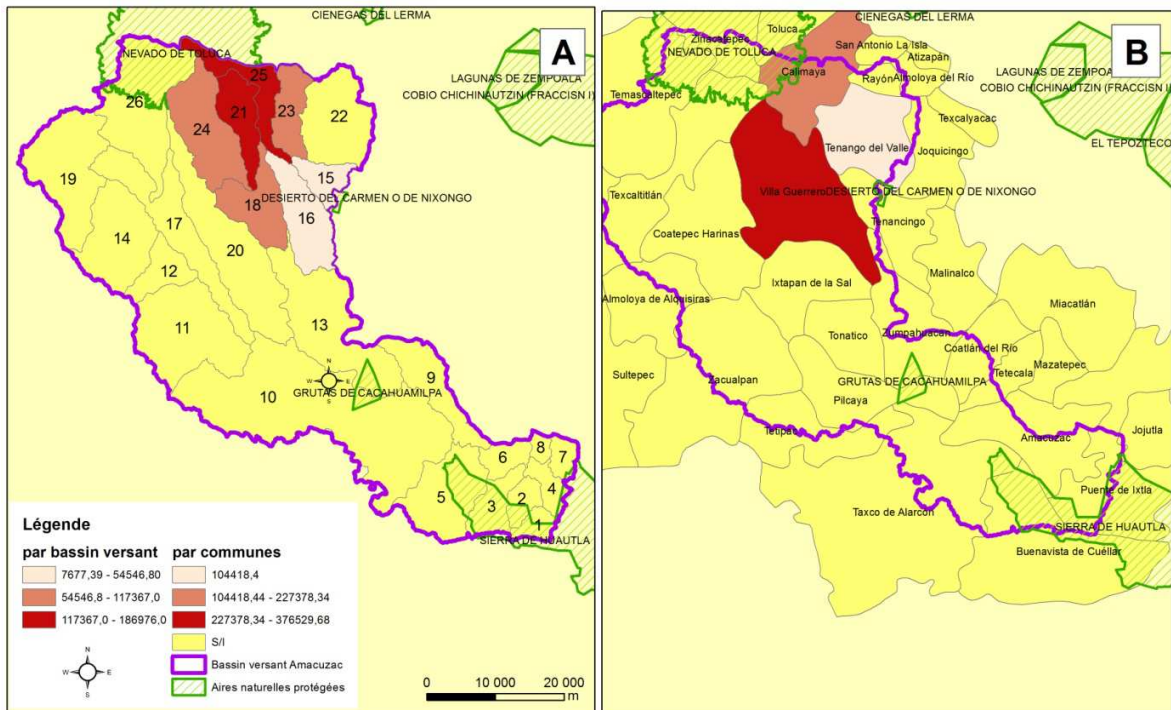 CIENEGAS DEL LERMA
A
NEVADO DE TOLUCA
25
LAGUNAS DE ZEMPOALA
COBIO CHICHINAUTZIN (FRACCISN I)
26
21
23
22
24
19
15
DESIERTO DEL CARMEN O DE NIXONGO
18
16
17
14
20
12
11
13
N
W E
S
9
10
GRUTAS DE CACAHUAMILPA
8
6
7
5
4
3
2
1
SIERRA DE HUAUTLA
Légende
par bassin versant
7677,39 - 54546,80
54546,8 - 117367,0
117367,0 - 186976,0
par communes
104418,4
104418,44 - 227378,34
227378,34 - 376529,68
S/I
Bassin versant Amacuzac
Aires naturelles protégées
N
W E
S
0 10 000 20 000
m
CIENEGAS DEL LERMA
B
Toluca
Zinacatepec
San Antonio La Isla
NEVADO DE TOLUCA
Atizapán
Calimaya
LAGUNAS DE ZEMPOA
Rayón
Almoloya del Río
COBIO CHICHINAUTZIN (FRACCISN I)
Temascaltepec
Texcalyacac
EL TEPOZTECO
Tenango del Valle
Joquicingo
Texcaltitlán
Villa Guerrero
DESIERTO DEL CARMEN O DE NIXONGO
Tenancingo
Coatepec Harinas
Malinalco
Ixtapan de la Sal
Almoloya de Alquisiras
Miacatlán
Tonatico
Zumpahuacan
Coatlán del Río
Mazatepec
Tetecala
Sultepec
Zacualpan
GRUTAS DE CACAHUAMILPA
Pilcaya
Tetipac
Amacuzac
Jojutla
Puente de Ixtla
Taxco de Alarcón
SIERRA DE HUAUTLA
Buenavista de Cuéllar